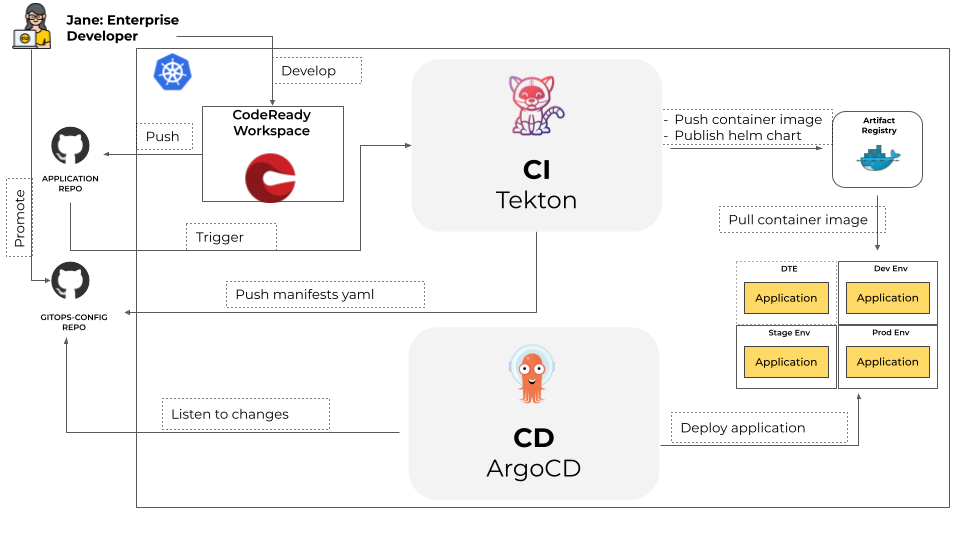 Jane: Enterprise
Developer
Develop
CodeReady
Workspace
Push
APPLICATION
REPO
Promote
Trigger
GITOPS-CONFIG
REPO
CI
Tekton
- Push container image
- Publish helm chart
Artifact
Registry
Pull container image
Push manifests yaml
DTE
Application
Dev Env
Application
Stage Env
Application
Prod Env
Application
Listen to changes
CD
ArgoCD
Deploy application